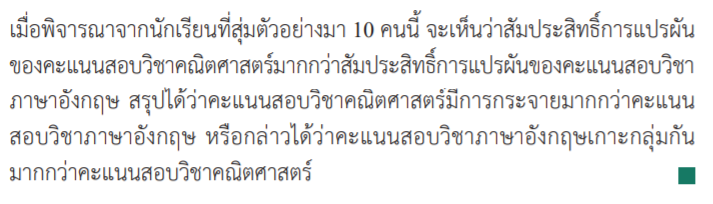 เมื่อพิจารณาจากนักเรียนที่สุ่มตัวอย่างมา 10 คนนี้ จะเห็นว่าสัมประสิทธิ์การแปรผัน
ของคะแนนสอบวิชาคณิตศาสตร์มากกว่าสัมประสิทธิ์การแปรผันของคะแนนสอบวิชา
ภาษาอังกฤษ สรุปได้ว่าคะแนนสอบวิชาคณิตศาสตร์มีการกระจายมากกว่าคะแนน
สอบวิชาภาษาอังกฤษ หรือกล่าวได้ว่าคะแนนสอบวิชาภาษาอังกฤษเกาะกลุ่มกัน
มากกว่าคะแนนสอบวิชาคณิตศาสตร์